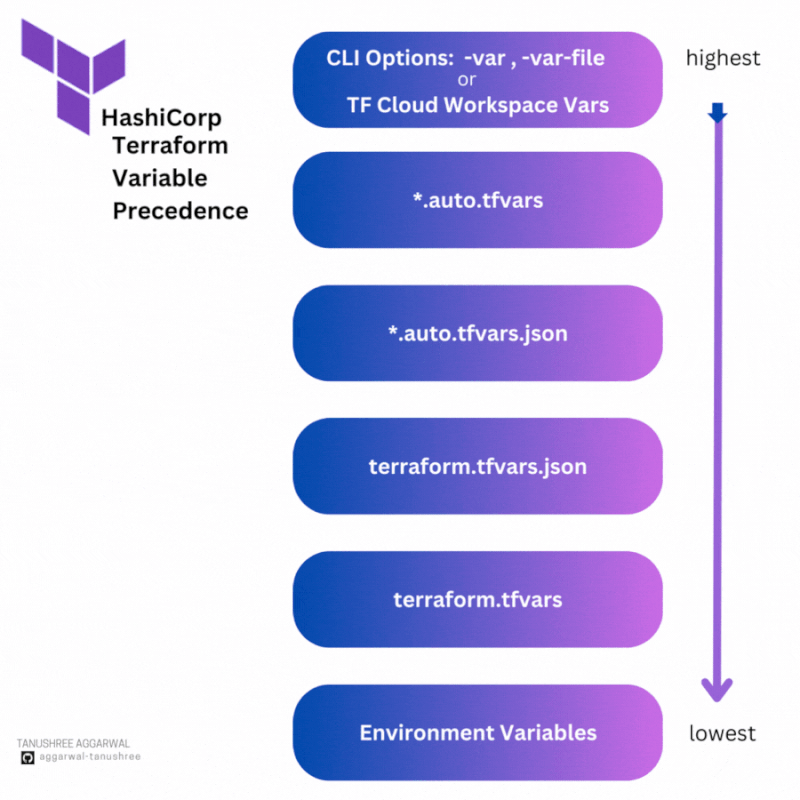 HashiCorp
Terraform
Variable
Precedence
CLI Options: -var , -var-file
or
TF Cloud Workspace Vars
highest
*.auto.tfvars
*.auto.tfvars.json
terraform.tfvars.json
terraform.tfvars
Environment Variables
lowest
TANUSHREE AGGARWAL
aggarwal-tanushree